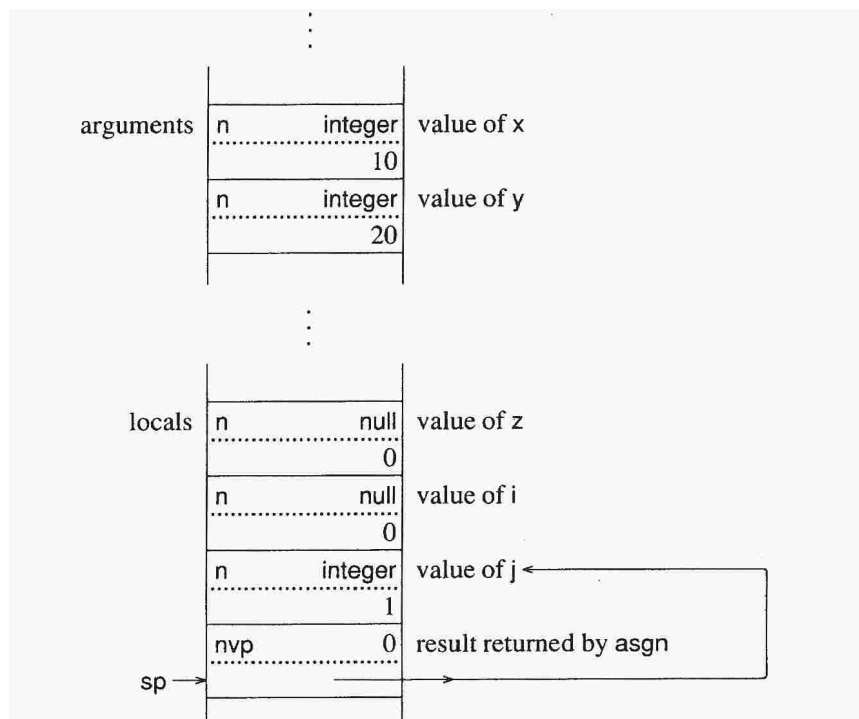 arguments n integer value of x
10
n integer value of y
20
locals n null value of z
0
n null value of i
0
n integer value of j
1
nvp 0 result returned by asgn
sp